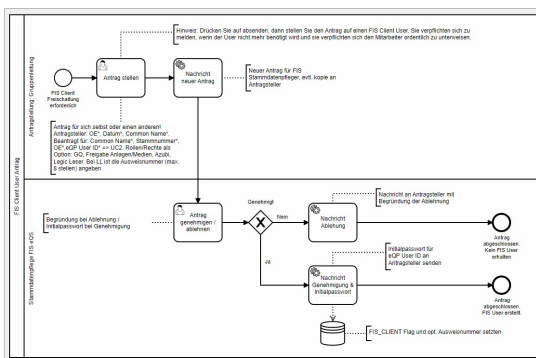 Hinweis: Drücken Sie auf absenden, dann stellen Sie den Antrag auf einen FIS Client User. Sie verpflichten sich zu
melden, wenn der User nicht mehr benötigt wird und sie verpflichten sich den Mitarbeiter ordentlich zu unterweisen.
FIS Client User Antrag
Antragstellung: Gruppenleitung
FIS Client
Freischaltung
erforderlich
Antrag stellen
Nachricht
neuer Antrag
Neuer Antrag für FIS
Stammdatenpfleger, evtl. kopie an
Antragsteller
Antrag für sich selbst oder einen anderen!
Antragsteller: OE*, Datum*, Common Name*,
Beantragt für: Common Name*, Stammnummer*,
OE*,eQP User ID* => UC2. Rollen/Rechte als
Option: GQ, Freigabe Anlagen/Medien, Azubi,
Legic Leser. Bei LL ist die Ausweisnummer (max.
8 stellen) angeben
Stammdatenpflege FIS-eQS
Begründung bei Ablehnung /
Initialpasswort bei Genehmigung
Antrag
genehmigen /
ablehnen
Genehmigt
Nein
Ja
Nachricht an Antragsteller mit
Begründung der Ablehnung
Nachricht
Ablehung
Antrag
abgeschlossen.
Kein FIS User
erhalten
Initialpasswort für
eQP User ID an
Antragsteller senden
Nachricht
Genehmigung &
Initialpasswort
Antrag
abgeschlossen.
FIS User erstellt.
FIS_CLIENT Flag und opt. Ausweisnummer setzten